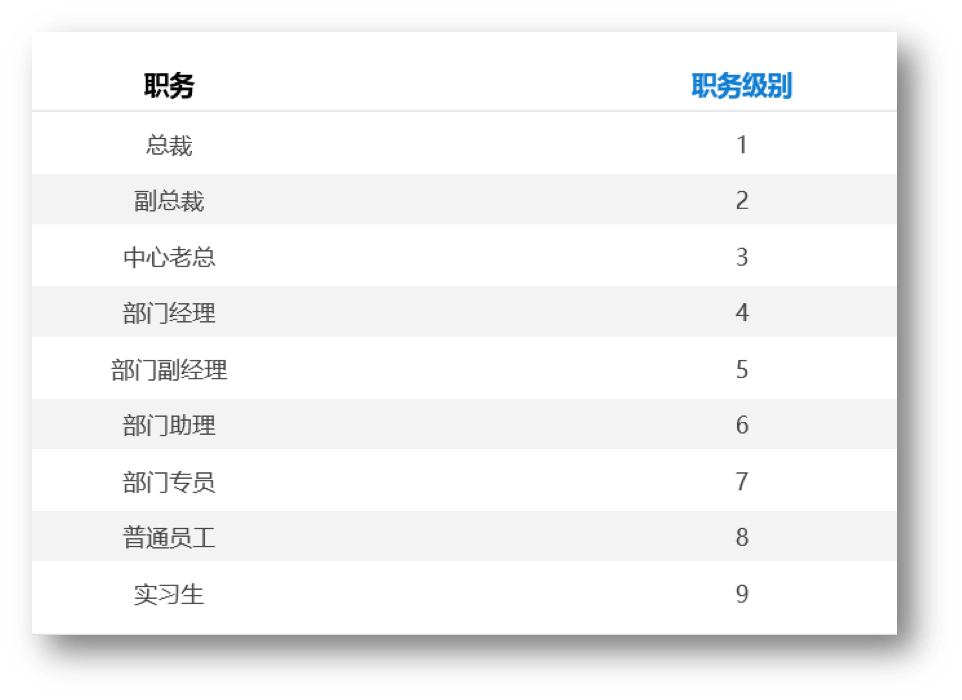 职务 职务级别
总裁 1
副总裁 2
中心老总 3
部门经理 4
部门副经理 5
部门助理 6
部门专员 7
普通员工 8
实习生 9